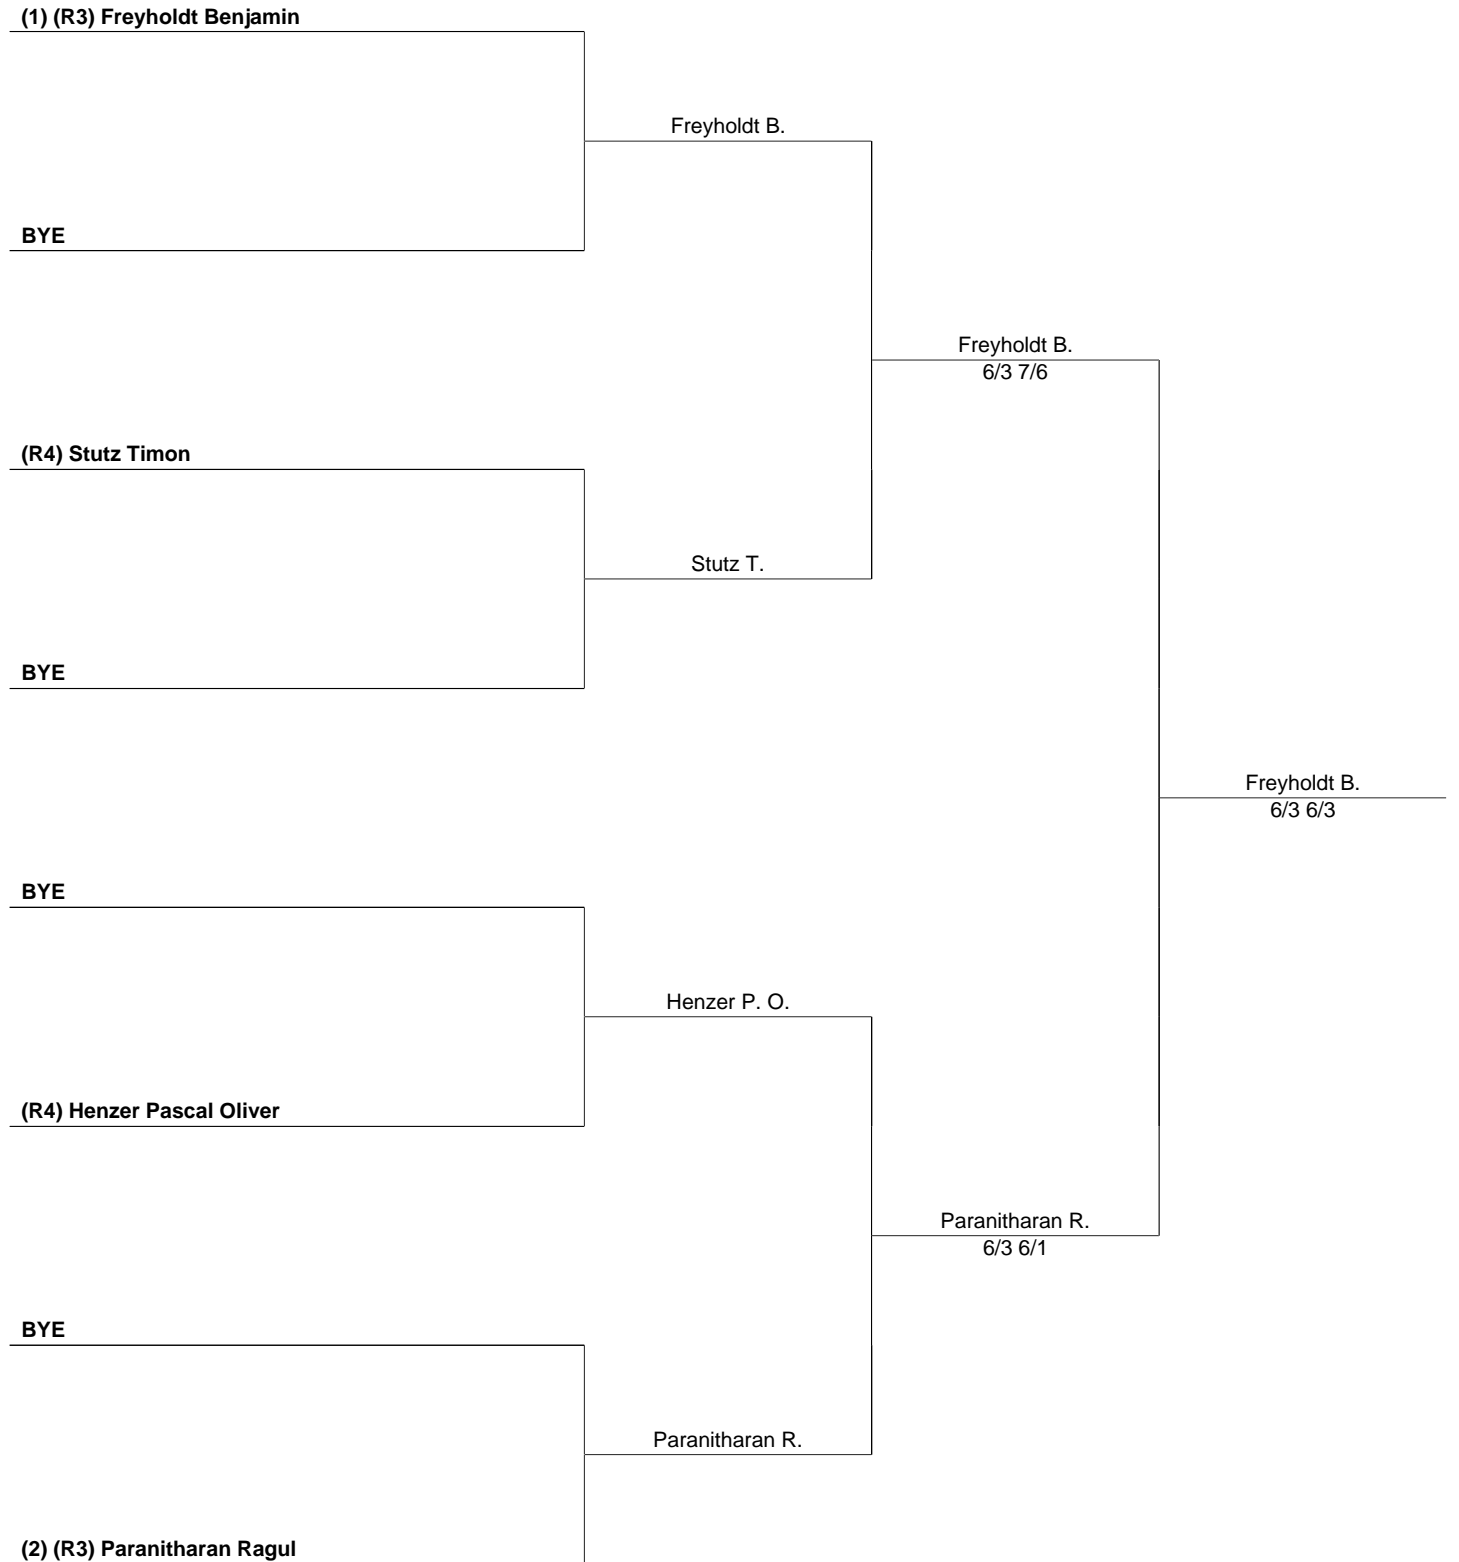 (1) (R3) Freyholdt Benjamin
Freyholdt B.
BYE
Freyholdt B.
6/3 7/6
(R4) Stutz Timon
Stutz T.
BYE
Freyholdt B.
6/3 6/3
BYE
Henzer P. O.
(R4) Henzer Pascal Oliver
Paranitharan R.
6/3 6/1
BYE
Paranitharan R.
(2) (R3) Paranitharan Ragul